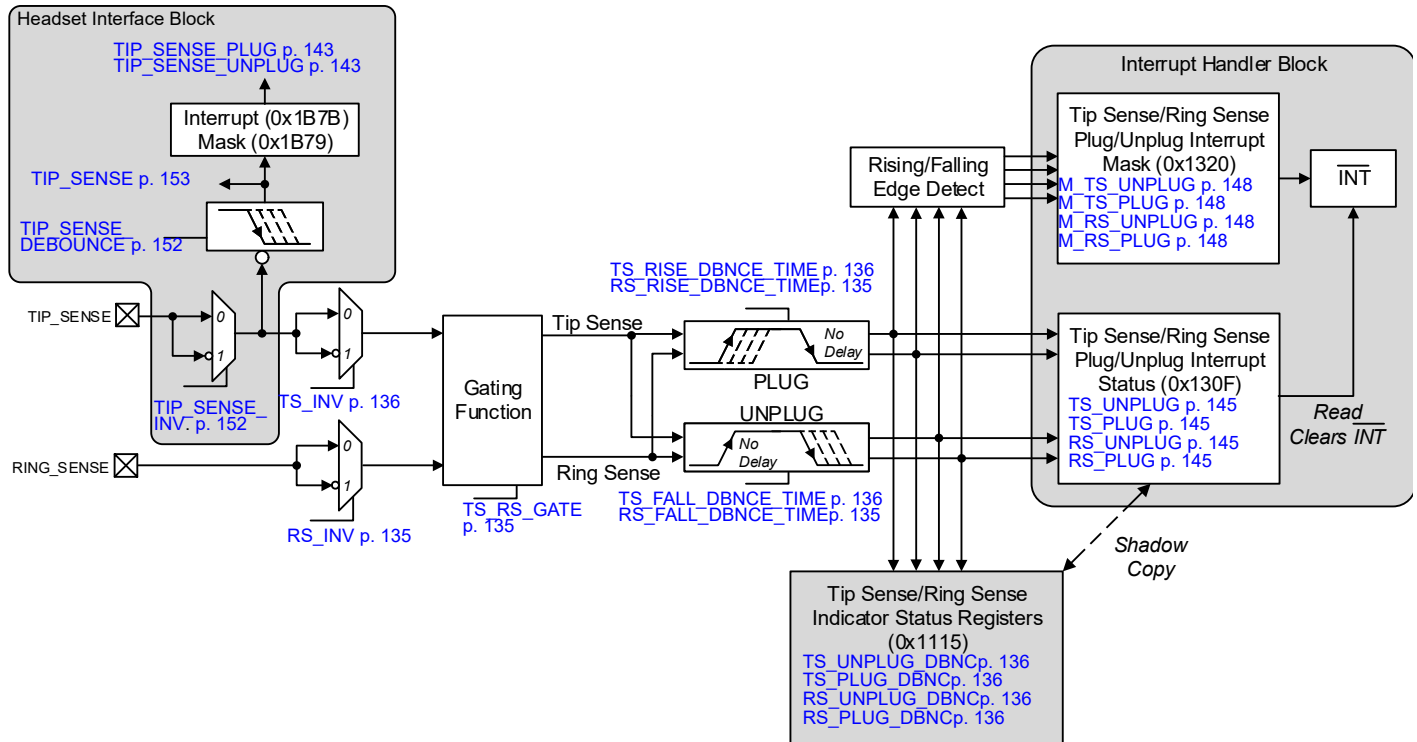 Headset Interface Block
TIP_SENSE_PLUG p. 143
TIP_SENSE_UNPLUG p. 143
Interrupt (0x1B7B)
Mask (0x1B79)
TIP_SENSE p. 153
TIP_SENSE_
DEBOUNCE p. 152
TIP_SENSE
0
1
TIP_SENSE_
INV. p. 152
0
1
TS_INV p. 136
RING_SENSE
0
1
RS_INV p. 135
Gating
Function
TS_RS_GATE
p. 135
Tip Sense
Ring Sense
TS_RISE_DBNCE_TIME p. 136
RS_RISE_DBNCE_TIMEp. 135
No
Delay
PLUG
UNPLUG
No
Delay
TS_FALL_DBNCE_TIME p. 136
RS_FALL_DBNCE_TIMEp. 135
Rising/Falling
Edge Detect
Interrupt Handler Block
Tip Sense/Ring Sense
Plug/Unplug Interrupt
Mask (0x1320)
M_TS_UNPLUG p. 148
M_TS_PLUG p. 148
M_RS_UNPLUG p. 148
M_RS_PLUG p. 148
INT
Tip Sense/Ring Sense
Plug/Unplug Interrupt
Status (0x130F)
TS_UNPLUG p. 145
TS_PLUG p. 145
RS_UNPLUG p. 145
RS_PLUG p. 145
Read
Clears INT
Shadow
Copy
Tip Sense/Ring Sense
Indicator Status Registers
(0x1115)
TS_UNPLUG_DBNCp. 136
TS_PLUG_DBNCp. 136
RS_UNPLUG_DBNCp. 136
RS_PLUG_DBNCp. 136